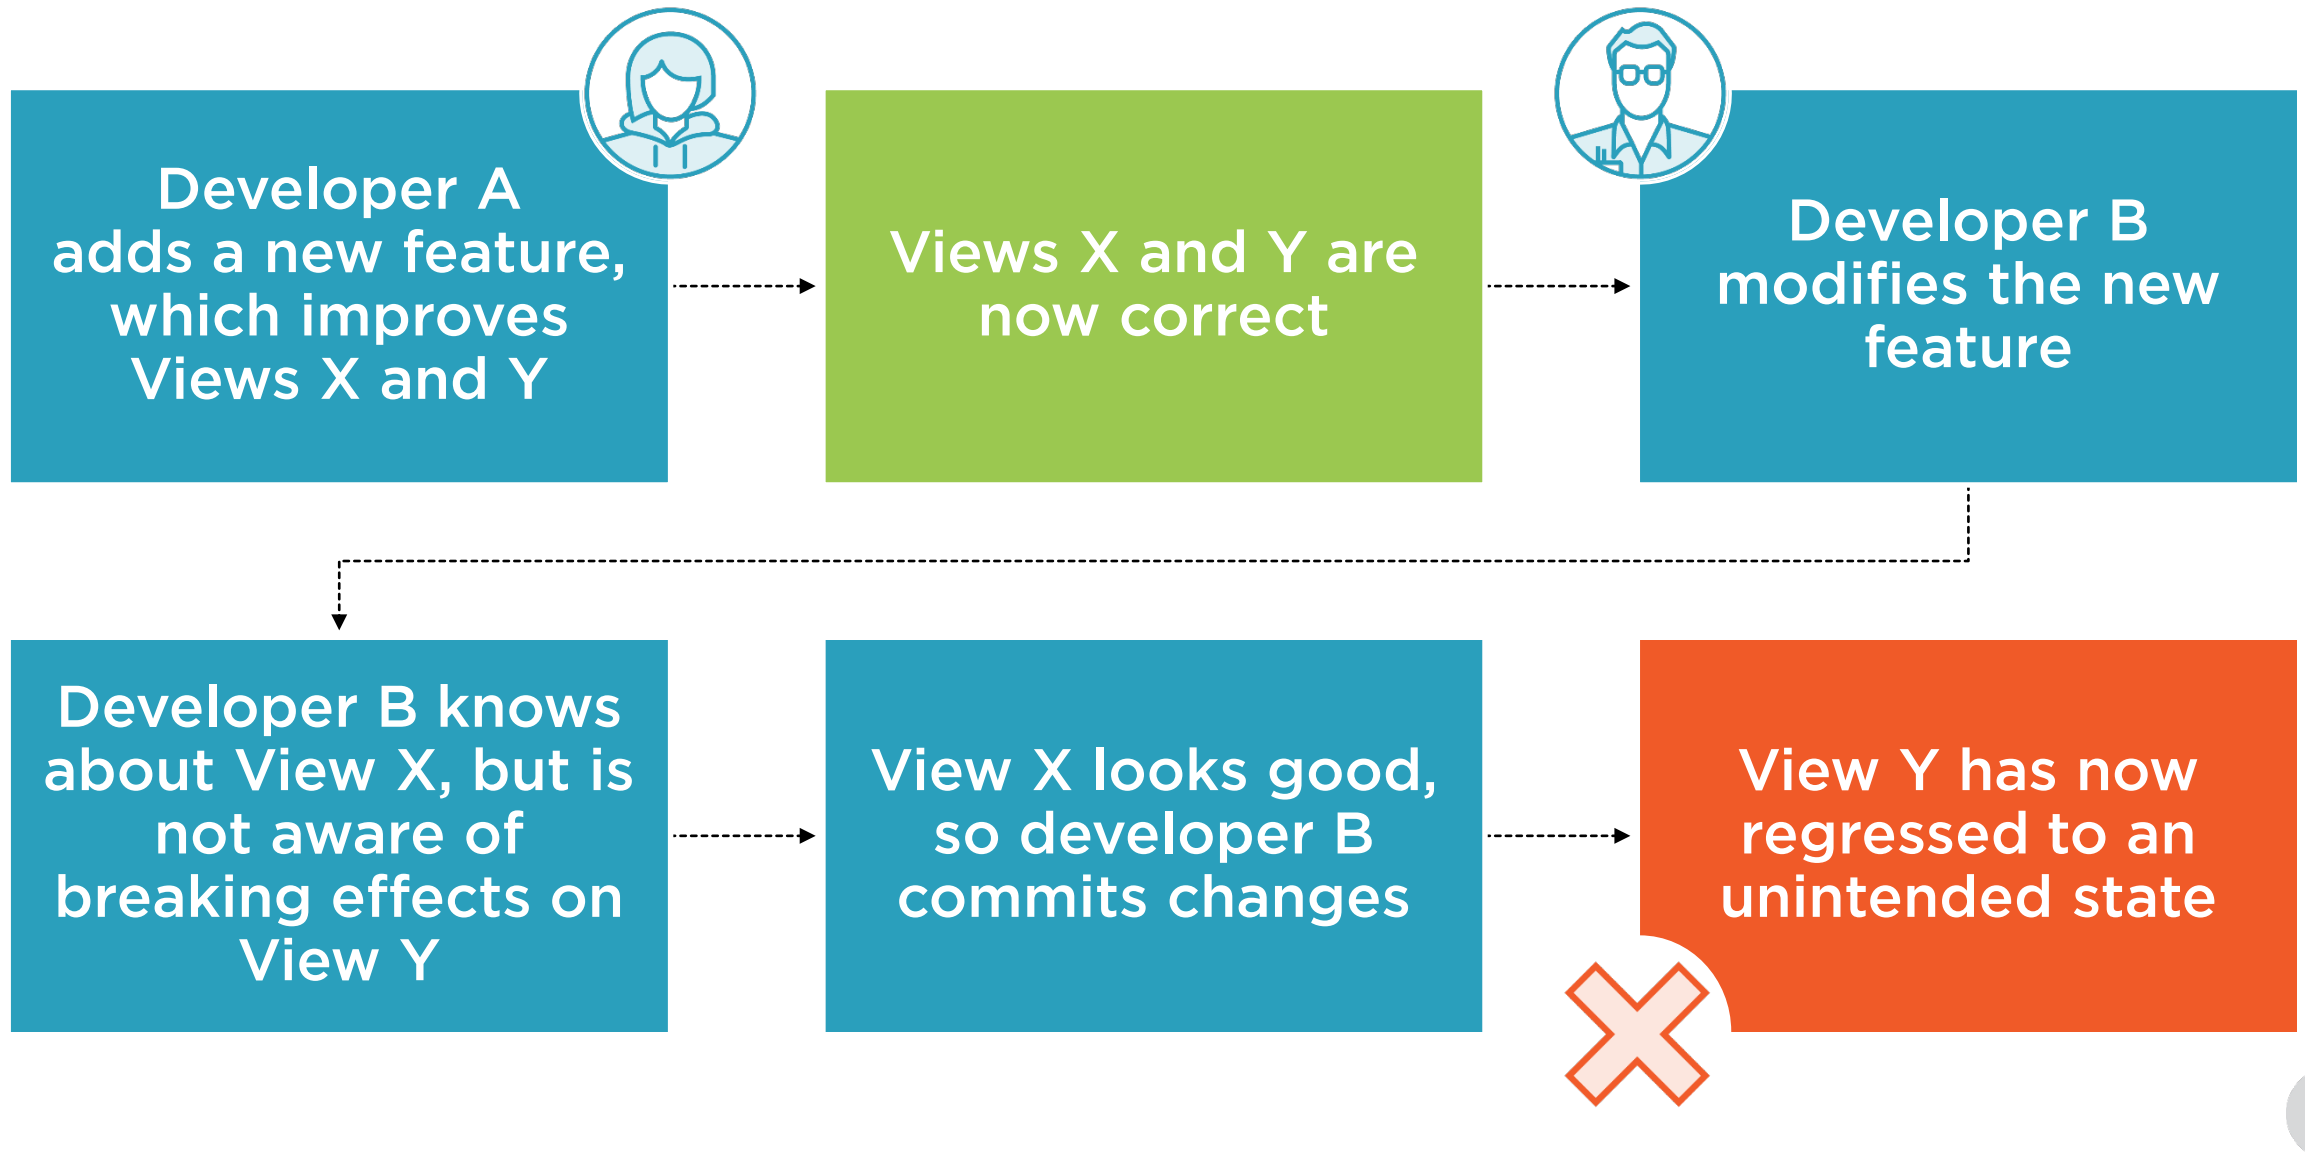 Developer A
adds a new feature,
which improves
Views X and Y
Views X and Y are
now correct
Developer B
modifies the new
feature
Developer B knows
about View X, but is
not aware of
breaking effects on
View Y
View X looks good,
so developer B
commits changes
View Y has now
regressed to an
unintended state